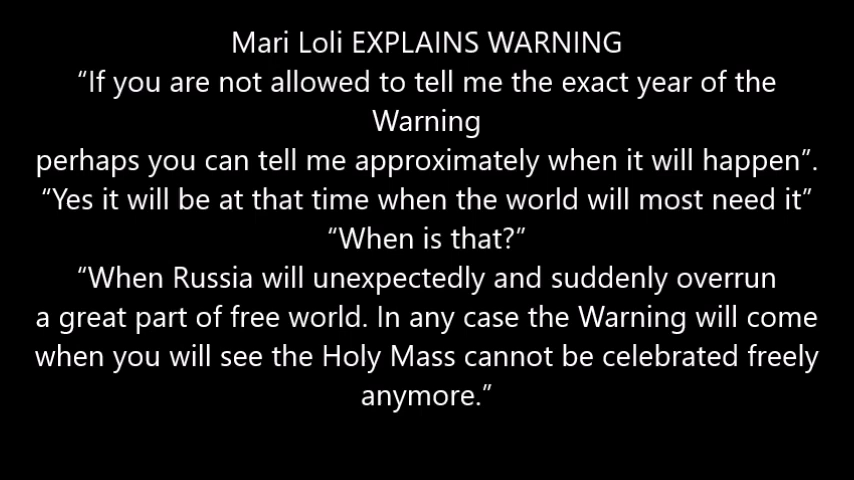 Mari Loli EXPLAINS WARNING
“If you are not allowed to tell me the exact year of the
Warning
perhaps you can tell me approximately when it will happen”.
“Yes it will be at that time when the world will most need it”
“When is that?”
“When Russia will unexpectedly and suddenly overrun
a great part of free world. In any case the Warning will come
when you will see the Holy Mass cannot be celebrated freely
anymore.”